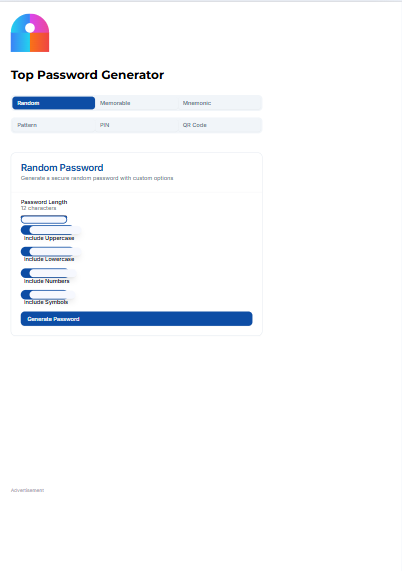 Top Password Generator
Random Memorable Mnemonic
Pattern PIN QR Code
Random Password
Generate a secure random password with custom options
Password Length
12 characters
Include Uppercase
Include Lowercase
Include Numbers
Include Symbols
Generate Password
Advertisement